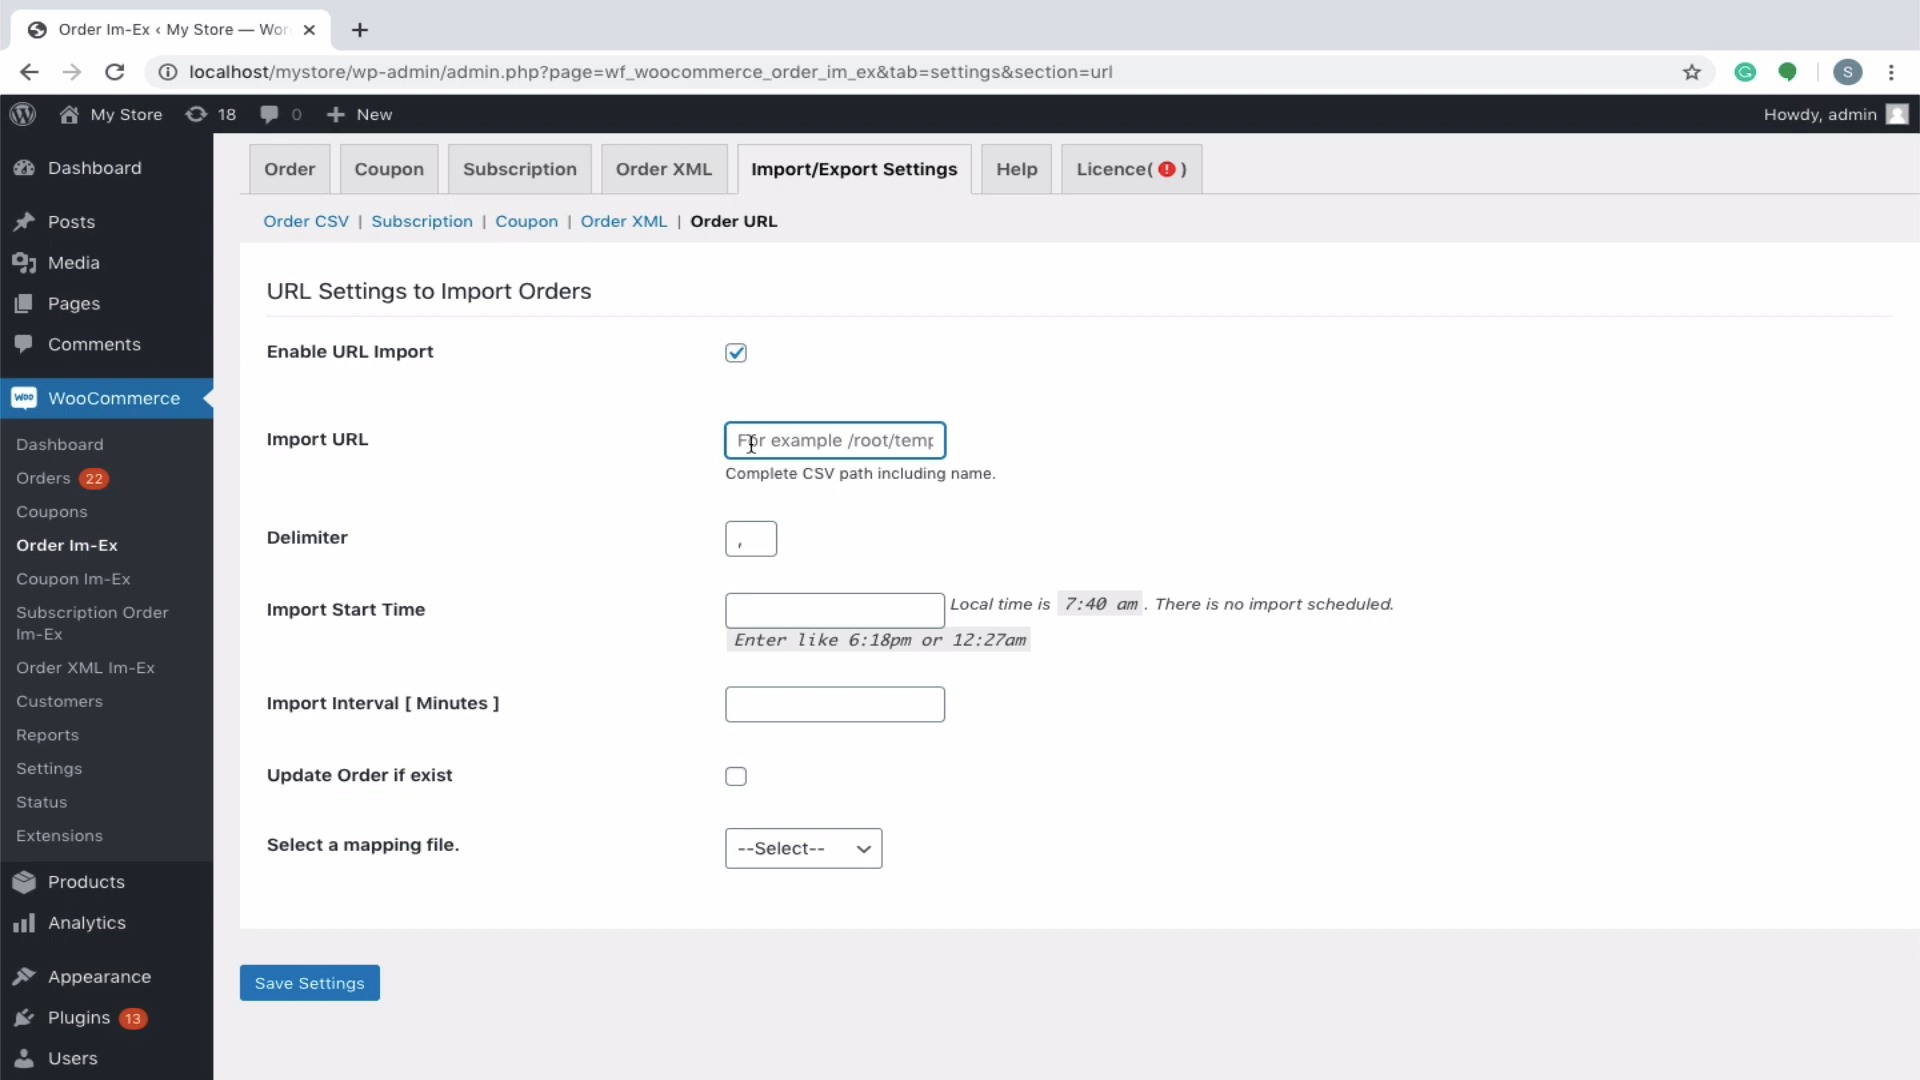 Order Im-Ex ‹ My Store — Wor
localhost/mystore/wp-admin/admin.php?page=wf_woocommerce_order_im_ex&tab=settings&section=url
S
My Store 18 0 New
Howdy, admin
Dashboard
Posts
Media
Pages
Comments
WooCommerce
Dashboard
Orders 22
Coupons
Order Im-Ex
Coupon Im-Ex
Subscription Order
Im-Ex
Order XML Im-Ex
Customers
Reports
Settings
Status
Extensions
Products
Analytics
Appearance
Plugins 13
Users
Order Coupon Subscription Order XML Import/Export Settings Help Licence( ! )
Order CSV | Subscription | Coupon | Order XML | Order URL
URL Settings to Import Orders
Enable URL Import
Import URL For example /root/temp
Complete CSV path including name.
Delimiter ,
Import Start Time Local time is 7:40 am . There is no import scheduled.
Enter like 6:18pm or 12:27am
Import Interval [ Minutes ]
Update Order if exist
Select a mapping file. --Select--
Save Settings